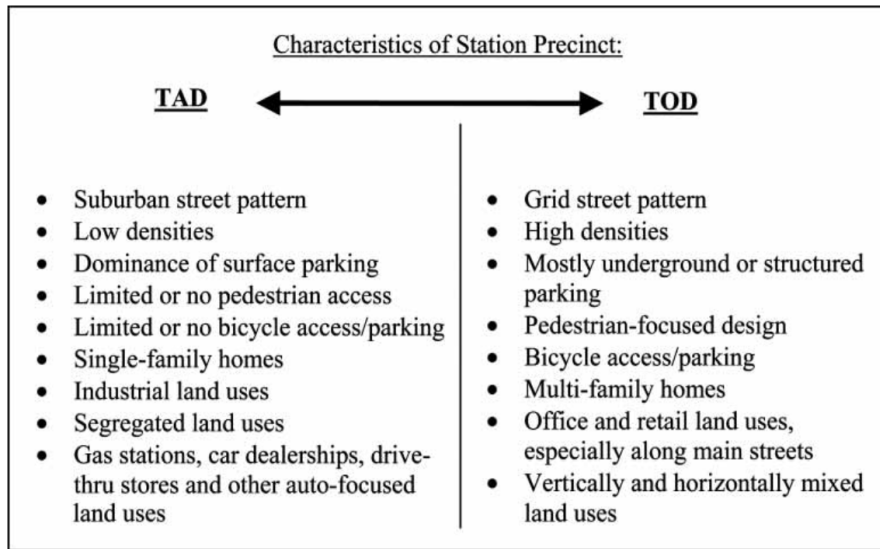 Characteristics of Station Precinct:
TAD
TOD
• Suburban street pattern
• Low densities
• Dominance of surface parking
• Limited or no pedestrian access
• Limited or no bicycle access/parking
• Single-family homes
• Industrial land uses
• Segregated land uses
• Gas stations, car dealerships, drive-
thru stores and other auto-focused
land uses
• Grid street pattern
• High densities
• Mostly underground or structured
parking
• Pedestrian-focused design
• Bicycle access/parking
• Multi-family homes
• Office and retail land uses,
especially along main streets
• Vertically and horizontally mixed
land uses